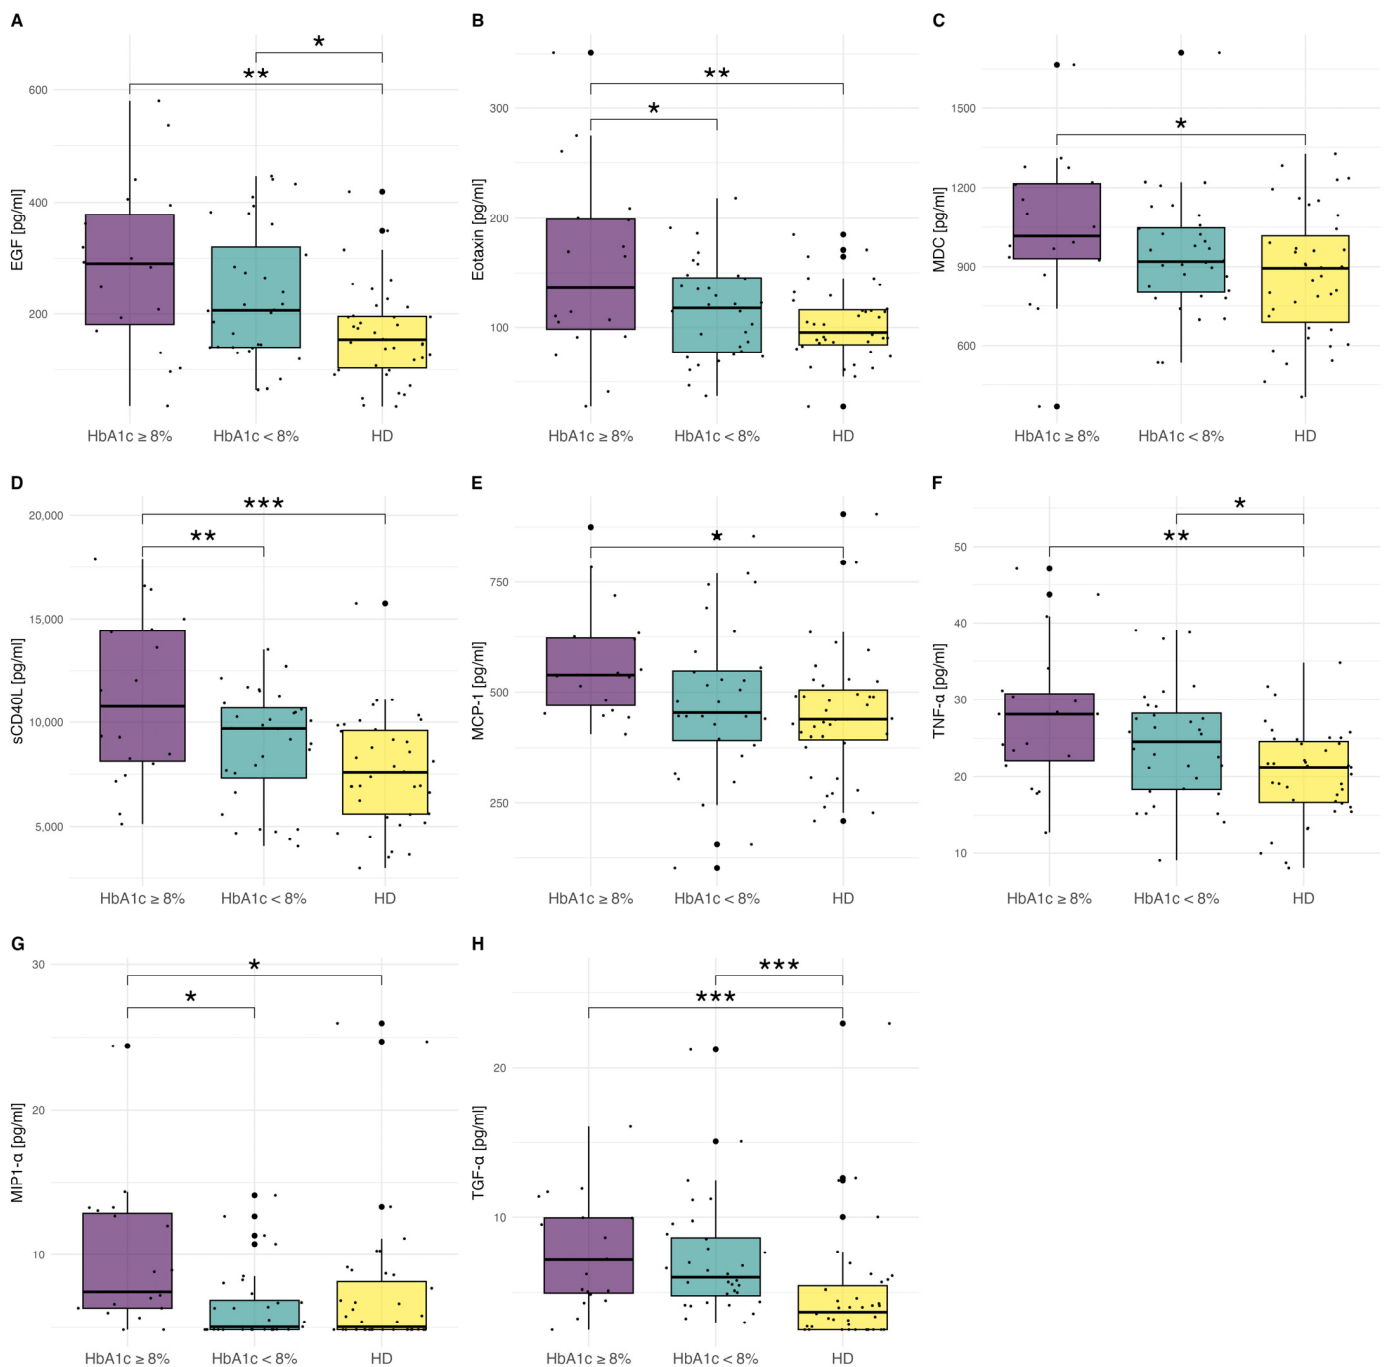 A
B
C
*
**
600
400
200
EGF [pg/ml]
HbA1c ≥ 8%
HbA1c < 8%
HD
**
*
300
200
100
Eotaxin [pg/ml]
HbA1c ≥ 8%
HbA1c < 8%
HD
*
1500
1200
900
600
MDC [pg/ml]
HbA1c ≥ 8%
HbA1c < 8%
HD
D
E
F
***
**
20,000
15,000
10,000
5,000
sCD40L [pg/ml]
HbA1c ≥ 8%
HbA1c < 8%
HD
*
750
500
250
MCP-1 [pg/ml]
HbA1c ≥ 8%
HbA1c < 8%
HD
*
**
50
40
30
20
10
TNF-α [pg/ml]
HbA1c ≥ 8%
HbA1c < 8%
HD
G
H
*
*
30
20
10
MIP1-α [pg/ml]
HbA1c ≥ 8%
HbA1c < 8%
HD
***
***
20
10
TGF-α [pg/ml]
HbA1c ≥ 8%
HbA1c < 8%
HD